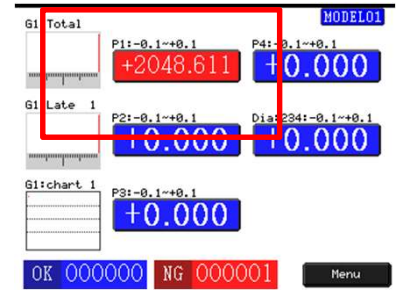 G1 Total
MODEL01
P1:-0.1~+0.1
P4:-0.1~+0.1
+2048.611
+0.000
G1 Late 1
P2:-0.1~+0.1
Dia:234:-0.1~+0.1
+0.000
+0.000
G1:chart 1
P3:-0.1~+0.1
+0.000
OK 000000
NG 000001
Menu